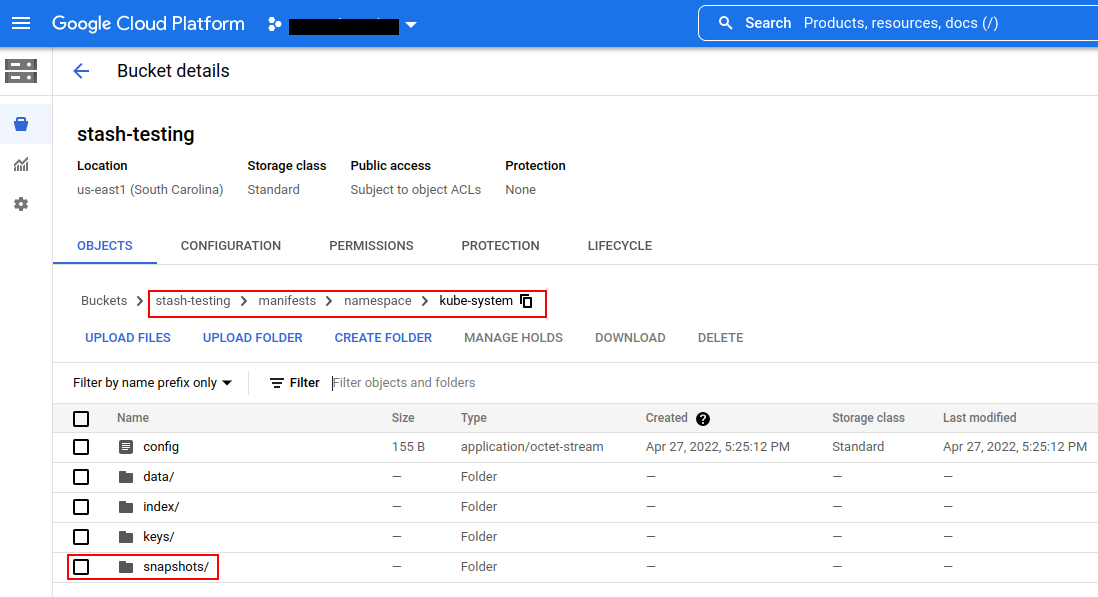 Google Cloud Platform Search Products, resources, docs (/)
Bucket details
stash-testing
Location Storage class Public access Protection
us-east1 (South Carolina) Standard Subject to object ACLs None
OBJECTS CONFIGURATION PERMISSIONS PROTECTION LIFECYCLE
Buckets stash-testing manifests namespace kube-system
UPLOAD FILES UPLOAD FOLDER CREATE FOLDER MANAGE HOLDS DOWNLOAD DELETE
Filter by name prefix only Filter Filter objects and folders
Name Size Type Created ? Storage class Last modified
config 155 B application/octet-stream Apr 27, 2022, 5:25:12 PM Standard Apr 27, 2022, 5:25:12 PM
data/ — Folder — — —
index/ — Folder — — —
keys/ — Folder — — —
snapshots/ — Folder — — —